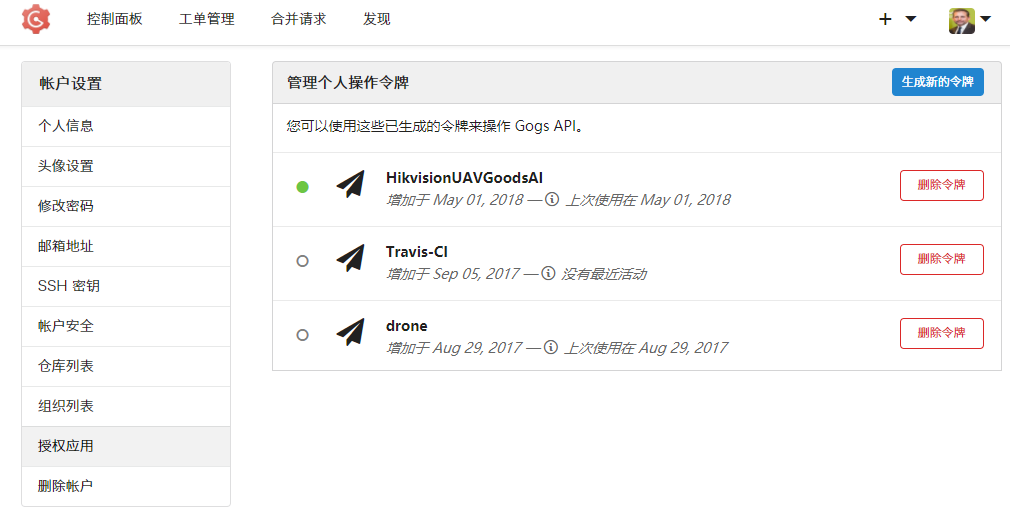 控制面板 工单管理 合并请求 发现
帐户设置
个人信息
头像设置
修改密码
邮箱地址
SSH 密钥
帐户安全
仓库列表
组织列表
授权应用
删除帐户
管理个人操作令牌 生成新的令牌
您可以使用这些已生成的令牌来操作 Gogs API。
HikvisionUAVGoodsAI
增加于 May 01, 2018 — 上次使用在 May 01, 2018
删除令牌
Travis-CI
增加于 Sep 05, 2017 — 没有最近活动
删除令牌
drone
增加于 Aug 29, 2017 — 上次使用在 Aug 29, 2017
删除令牌